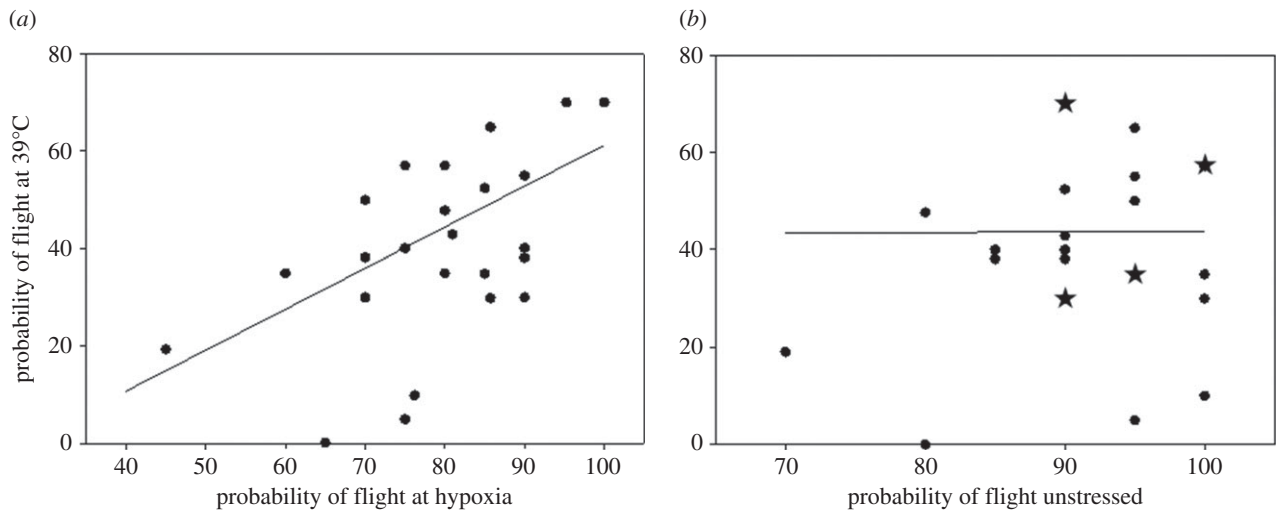 (a)
80
60
40
20
0
probability of flight at 39°C
40 50 60 70 80 90 100
probability of flight at hypoxia
(b)
80
60
40
20
0
70 80 90 100
probability of flight unstressed